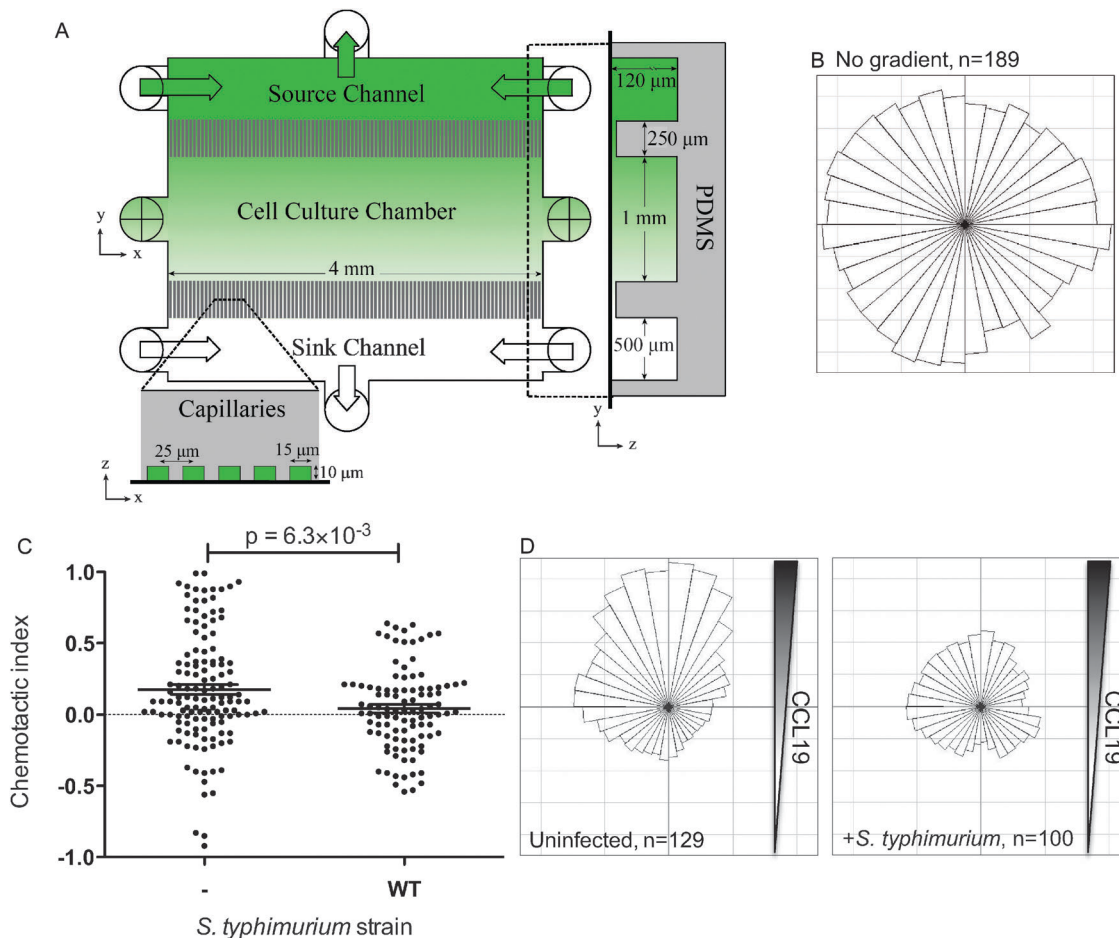 A
Source Channel
Cell Culture Chamber
4 mm
Sink Channel
Capillaries
25 μm
15 μm
10 μm
y
x
z
x
120 μm
250 μm
1 mm
500 μm
PDMS
y
z
B No gradient, n=189
C
p = 6.3×10-3
Chemotactic index
1.0
0.5
0.0
-0.5
-1.0
-
WT
S. typhimurium strain
D
CCL19
Uninfected, n=129
CCL19
+S. typhimurium, n=100